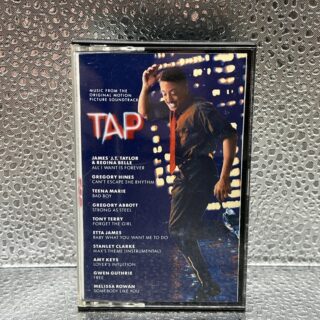 MUSIC FROM THE
ORIGINAL MOTION
PICTURE SOUNDTRACK
TAP
JAMES "J.T." TAYLOR
& REGINA BELLE
ALL I WANT IS FOREVER
GREGORY HINES
CAN'T ESCAPE THE RHYTHM
TEENA MARIE
BAD BOY
GREGORY ABBOTT
STRONG AS STEEL
TONY TERRY
FORGET THE GIRL
ETTA JAMES
BABY WHAT YOU WANT ME TO DO
STANLEY CLARKE
MAX'S THEME (INSTRUMENTAL)
AMY KEYS
LOVER'S INTUITION
GWEN GUTHRIE
FREE
MELISSA ROWAN
SOMEBODY LIKE YOU